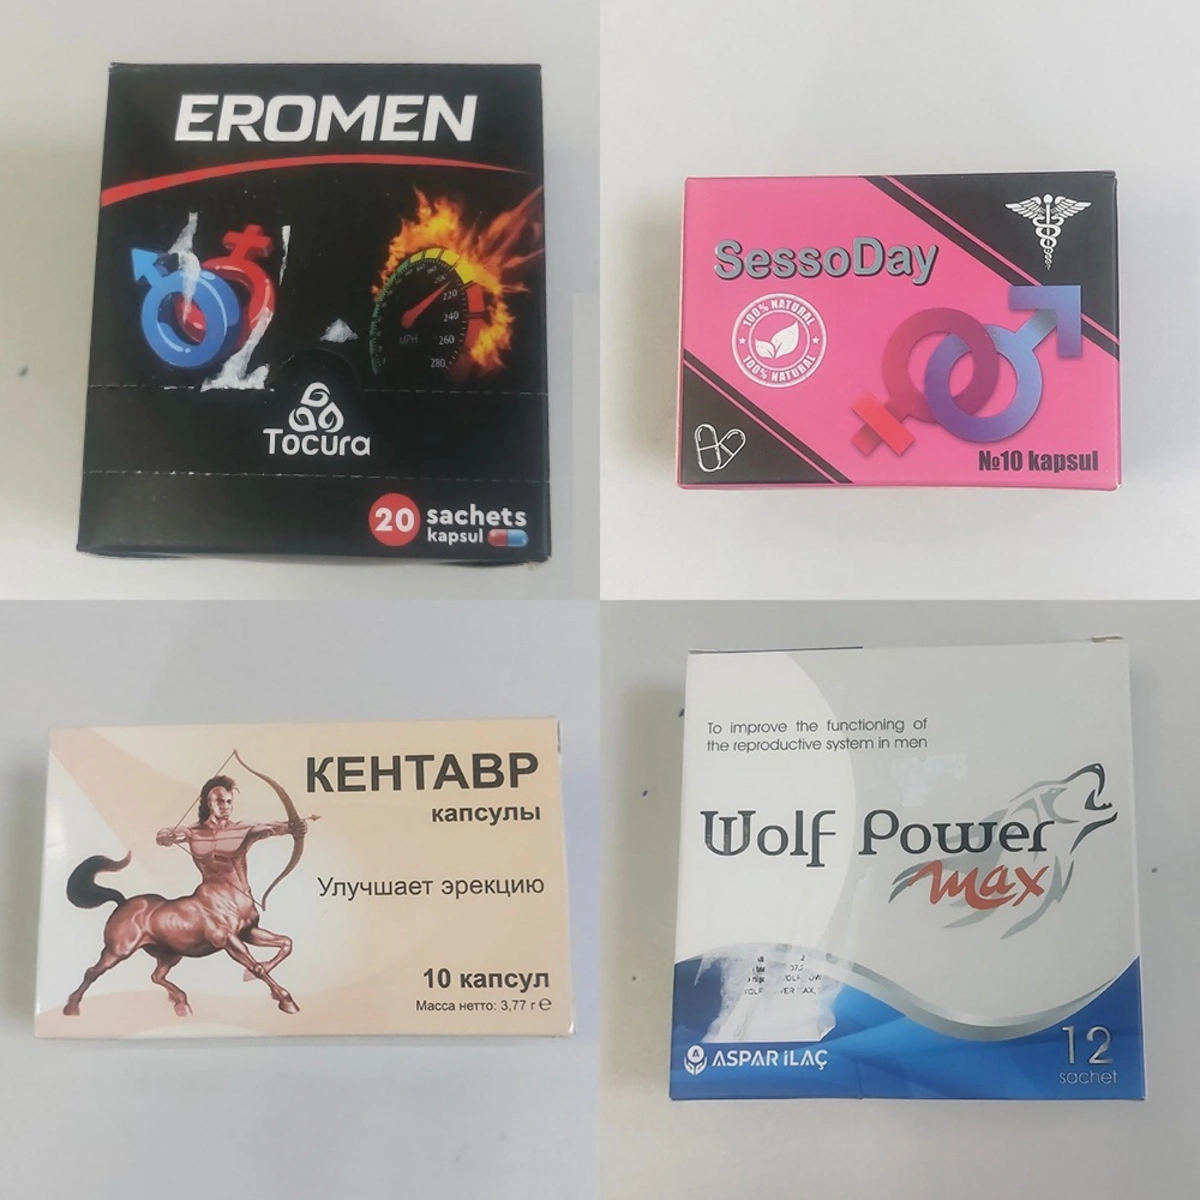 EROMEN
220
240
MPH
260
280
Tocura
20 sachets
kapsul
SessoDay
100% NATURAL
100% NATURAL
№10 kapsul
КЕНТАВР
капсулы
Улучшает эрекцию
10 капсул
Масса нетто: 3,77 г е
To improve the functioning of
the reproductive system in men
Wolf Power
max
ASPAR İLAÇ
12
sachet